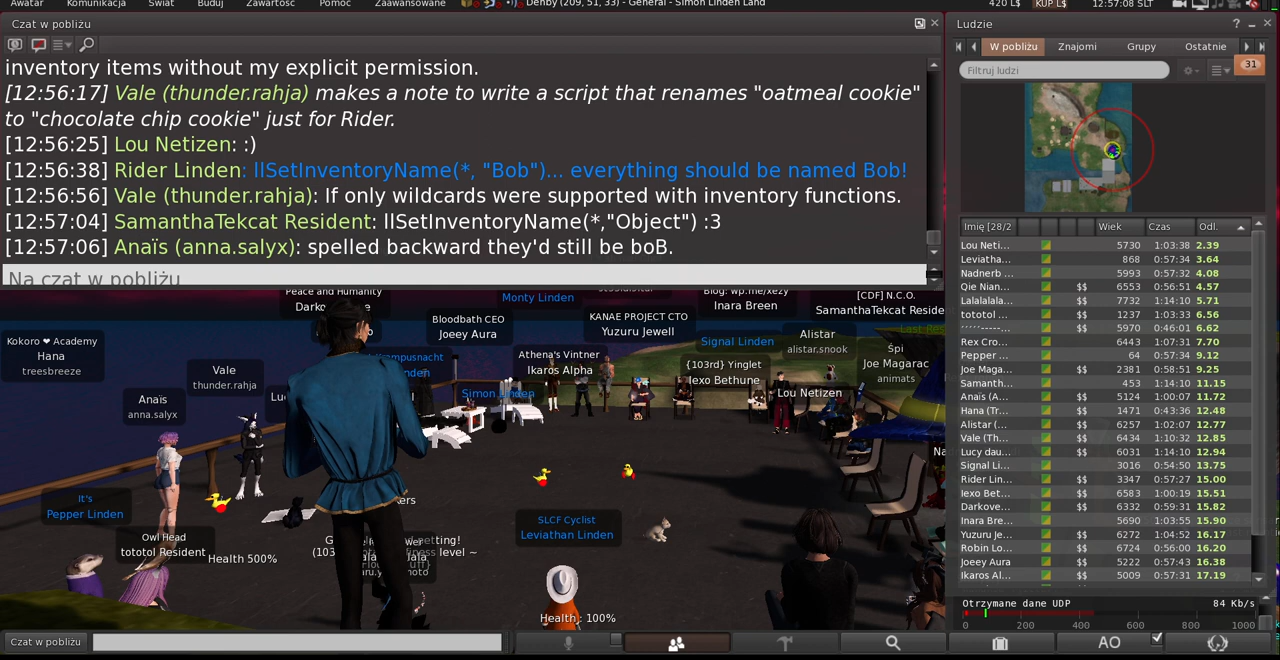 Awatar Komunikacja Świat Buduj Zawartość Pomoc Zaawansowane Denby (209, 51, 33) - General - Simon Linden Land 420 L$ KUP L$ 12:57:08 SLT
Czat w pobliżu
inventory items without my explicit permission.
[12:56:17] Vale (thunder.rahja) makes a note to write a script that renames "oatmeal cookie"
to "chocolate chip cookie" just for Rider.
[12:56:25] Lou Netizen: :)
[12:56:38] Rider Linden: llSetInventoryName(*, "Bob")... everything should be named Bob!
[12:56:56] Vale (thunder.rahja): If only wildcards were supported with inventory functions.
[12:57:04] SamanthaTekcat Resident: llSetInventoryName(*,"Object") :3
[12:57:06] Anaïs (anna.salyx): spelled backward they'd still be boB.
Na czat w pobliżu
Peace and Humanity
Monty Linden
Blog: wp.me/xezy
Inara Breen
[CDF] N.C.O.
SamanthaTekcat Reside
Bloodbath CEO
Joeey Aura
KANAE PROJECT CTO
Yuzuru Jewell
Signal Linden
Alistar
alistar.snook
Last Res
Kokoro ❤ Academy
Hana
treesbreeze
Vale
thunder.rahja
Athena's Vintner
Ikaros Alpha
{103rd} Yinglet
Iexo Bethune
Śpi
Joe Magarac
animats
Anaïs
anna.salyx
Simon Linden
Lou Netizen
It's
Pepper Linden
Owl Head
tototol Resident
Health 500%
SLCF Cyclist
Leviathan Linden
Health : 100%
Czat w pobliżu
Ludzie
W pobliżu Znajomi Grupy Ostatnie
Filtruj ludzi
31
Imię [28/2 Wiek Czas Odl.
Lou Neti... 5730 1:03:38 2.39
Leviatha... 868 0:57:34 3.64
Nadnerb ... 5993 0:57:32 4.08
Qie Nian... $$ 6553 0:56:51 4.57
Lalalalala... $$ 7732 1:14:10 5.71
tototol ... $$ 1237 1:03:33 6.56
$$ 5970 0:46:01 6.62
Rex Cro... $$ 6443 1:07:31 7.70
Pepper ... 64 0:57:34 9.12
Joe Maga... $$ 2381 0:58:51 9.25
Samanth... 453 1:14:10 11.15
Anaïs (A... $$ 5124 1:00:07 11.72
Hana (Tr... $$ 1471 0:43:36 12.48
Alistar (... $$ 6257 1:02:07 12.77
Vale (Th... $$ 6434 1:10:32 12.85
Lucy dau... $$ 6031 1:14:10 12.94
Signal Li... 3016 0:54:50 13.75
Rider Lin... $$ 3347 0:57:27 15.00
Iexo Bet... $$ 6583 1:00:19 15.51
Darkove... $$ 6332 0:59:31 15.82
Inara Bre... 5690 1:03:55 15.90
Yuzuru Je... $$ 6272 1:04:52 16.17
Robin Lo... $$ 6724 0:56:00 16.20
Joeey Aura $$ 5222 0:57:43 16.38
Ikaros Al... $$ 5009 0:57:31 17.19
Otrzymane dane UDP 84 Kb/s
0 200 400 600 800 1000
AO